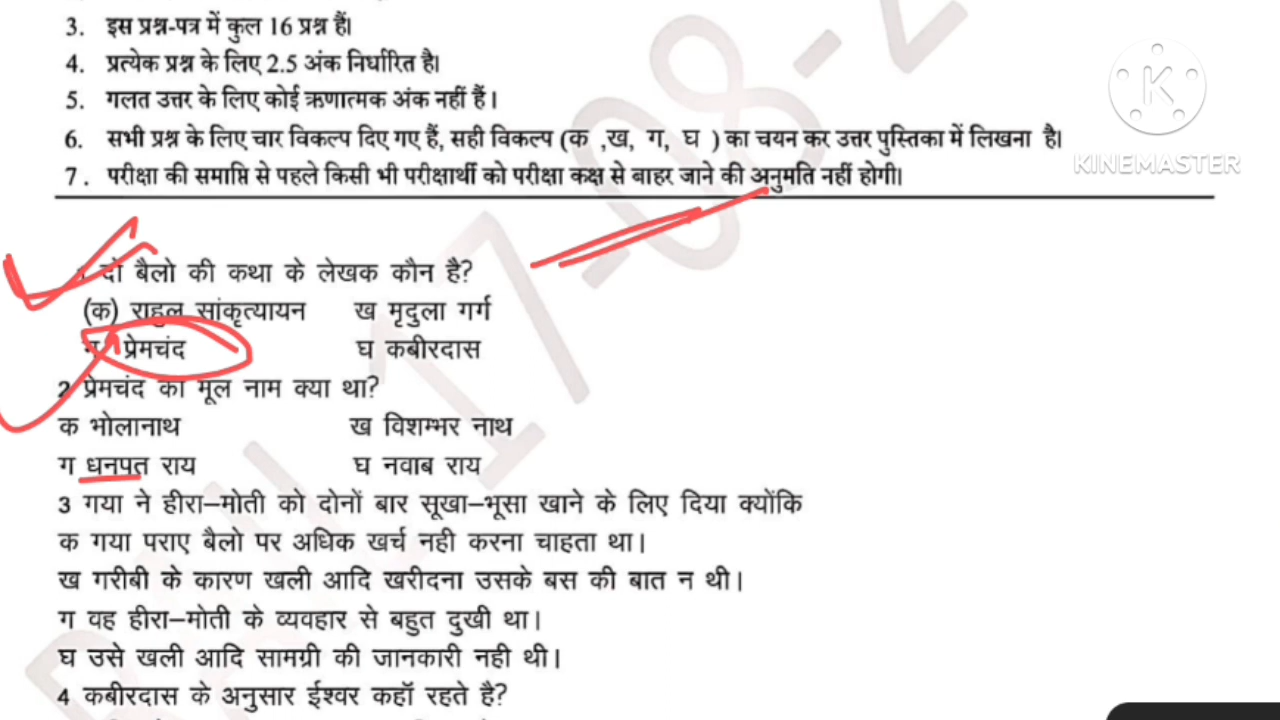 3. इस प्रश्न-पत्र में कुल 16 प्रश्न हैं।
4. प्रत्येक प्रश्न के लिए 2.5 अंक निर्धारित है।
5. गलत उत्तर के लिए कोई ऋणात्मक अंक नहीं हैं।
6. सभी प्रश्न के लिए चार विकल्प दिए गए हैं, सही विकल्प (क ,ख, ग, घ ) का चयन कर उत्तर पुस्तिका में लिखना है।
7. परीक्षा की समाप्ति से पहले किसी भी परीक्षार्थी को परीक्षा कक्ष से बाहर जाने की अनुमति नहीं होगी।
K
KINEMASTER
1 दो बैलो की कथा के लेखक कौन है?
(क) राहुल सांकृत्यायन ख मृदुला गर्ग
ग प्रेमचंद घ कबीरदास
2 प्रेमचंद का मूल नाम क्या था?
क भोलानाथ ख विशम्भर नाथ
ग धनपत राय घ नवाब राय
3 गया ने हीरा–मोती को दोनों बार सूखा–भूसा खाने के लिए दिया क्योंकि
क गया पराए बैलो पर अधिक खर्च नही करना चाहता था।
ख गरीबी के कारण खली आदि खरीदना उसके बस की बात न थी।
ग वह हीरा–मोती के व्यवहार से बहुत दुखी था।
घ उसे खली आदि सामग्री की जानकारी नही थी।
4 कबीरदास के अनुसार ईश्वर कहॉ रहते है?